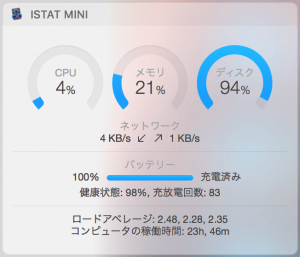 ISTAT MINI
CPU
4%
メモリ
21%
ディスク
94%
ネットワーク
4 KB/s ↙ ↗ 1 KB/s
バッテリー
100% 充電済み
健康状態: 98%, 充放電回数: 83
ロードアベレージ: 2.48, 2.28, 2.35
コンピュータの稼働時間: 23h, 46m